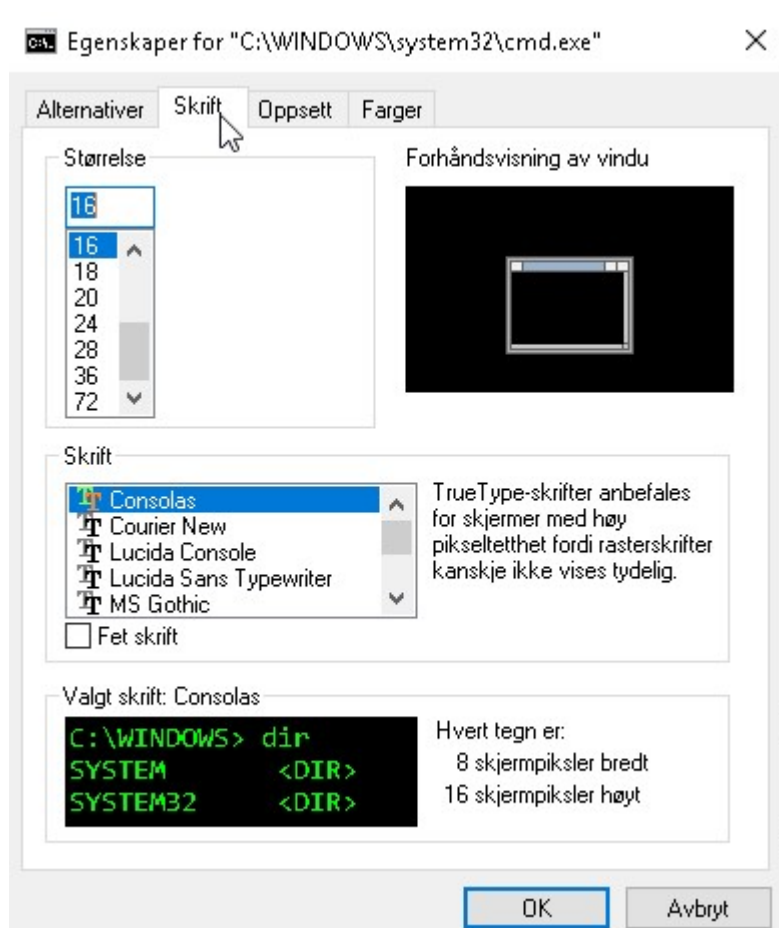 Egenskaper for "C:\WINDOWS\system32\cmd.exe"
Alternativer Skrift Oppsett Farger
Størrelse
16
16
18
20
24
28
36
72
Forhåndsvisning av vindu
Skrift
Consolas
Courier New
Lucida Console
Lucida Sans Typewriter
MS Gothic
Fet skrift
TrueType-skrifter anbefales
for skjermer med høy
pikseltetthet fordi rasterskrifter
kanskje ikke vises tydelig.
Valgt skrift: Consolas
C:\WINDOWS> dir
SYSTEM <DIR>
SYSTEM32 <DIR>
Hvert tegn er:
8 skjermpiksler bredt
16 skjermpiksler høyt
OK Avbryt